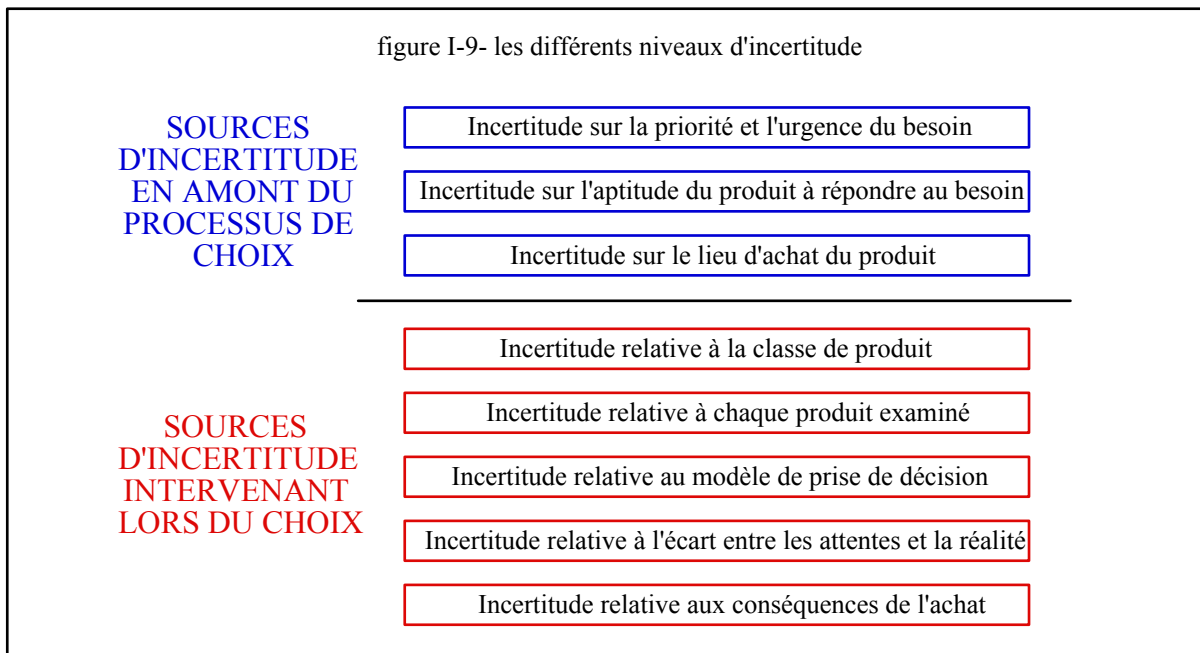 figure I-9- les différents niveaux d'incertitude
SOURCES
D'INCERTITUDE
EN AMONT DU
PROCESSUS DE
CHOIX
Incertitude sur la priorité et l'urgence du besoin
Incertitude sur l'aptitude du produit à répondre au besoin
Incertitude sur le lieu d'achat du produit
SOURCES
D'INCERTITUDE
INTERVENANT
LORS DU CHOIX
Incertitude relative à la classe de produit
Incertitude relative à chaque produit examiné
Incertitude relative au modèle de prise de décision
Incertitude relative à l'écart entre les attentes et la réalité
Incertitude relative aux conséquences de l'achat